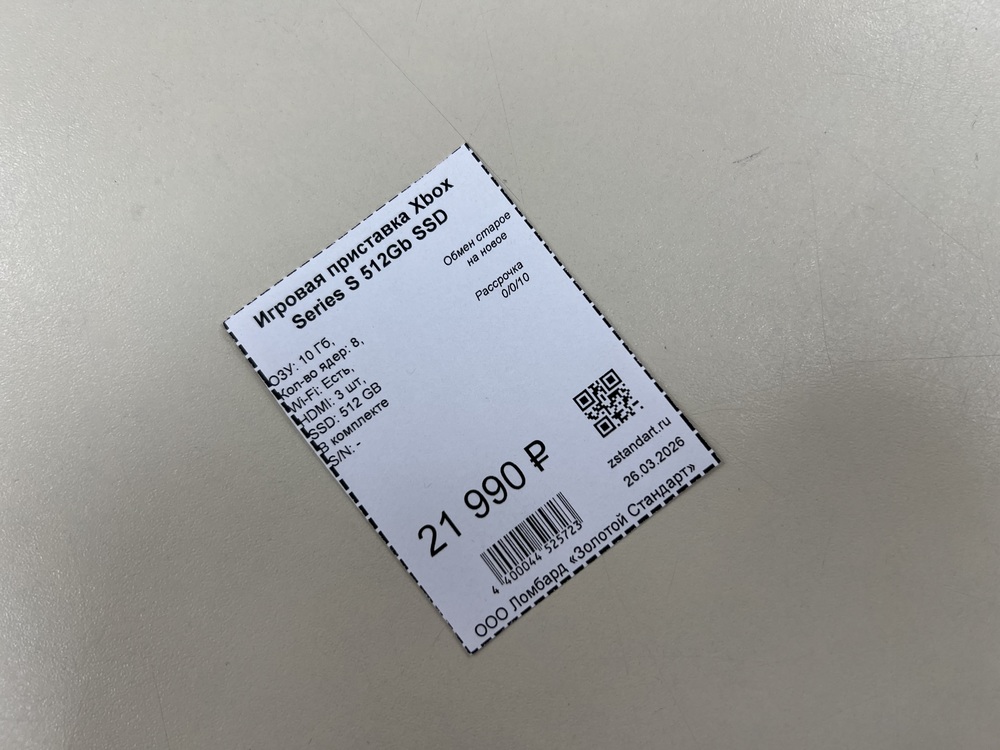 Игровая приставка Xbox
Series S 512Gb SSD
ОЗУ: 10 Гб,
Кол-во ядер: 8,
Wi-Fi: Есть,
HDMI: 3 шт,
SSD: 512 GB
В комплекте
S/N: -
Обмен старое
на новое
Рассрочка
0/0/10
21 990 ₽
4 400044 525723
zstandart.ru
26.03.2026
ООО Ломбард «Золотой Стандарт»